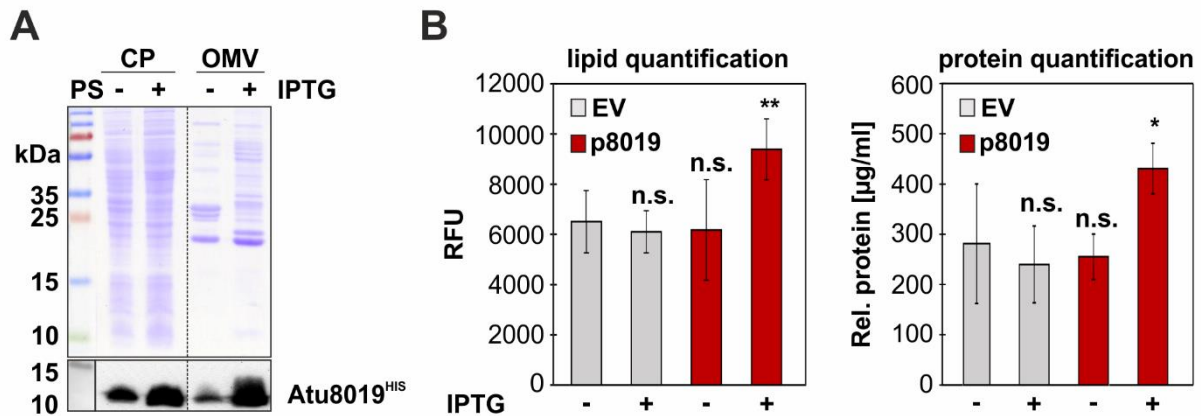 A
CP OMV
PS - + - + IPTG
kDa
35
25
15
10
15
10
Atu8019HIS
B
lipid quantification
12000
10000
8000
6000
4000
2000
0
RFU
EV
p8019
n.s.
n.s.
**
IPTG - + - +
protein quantification
600
500
400
300
200
100
0
Rel. protein [µg/ml]
EV
p8019
n.s.
n.s.
*
- + - +